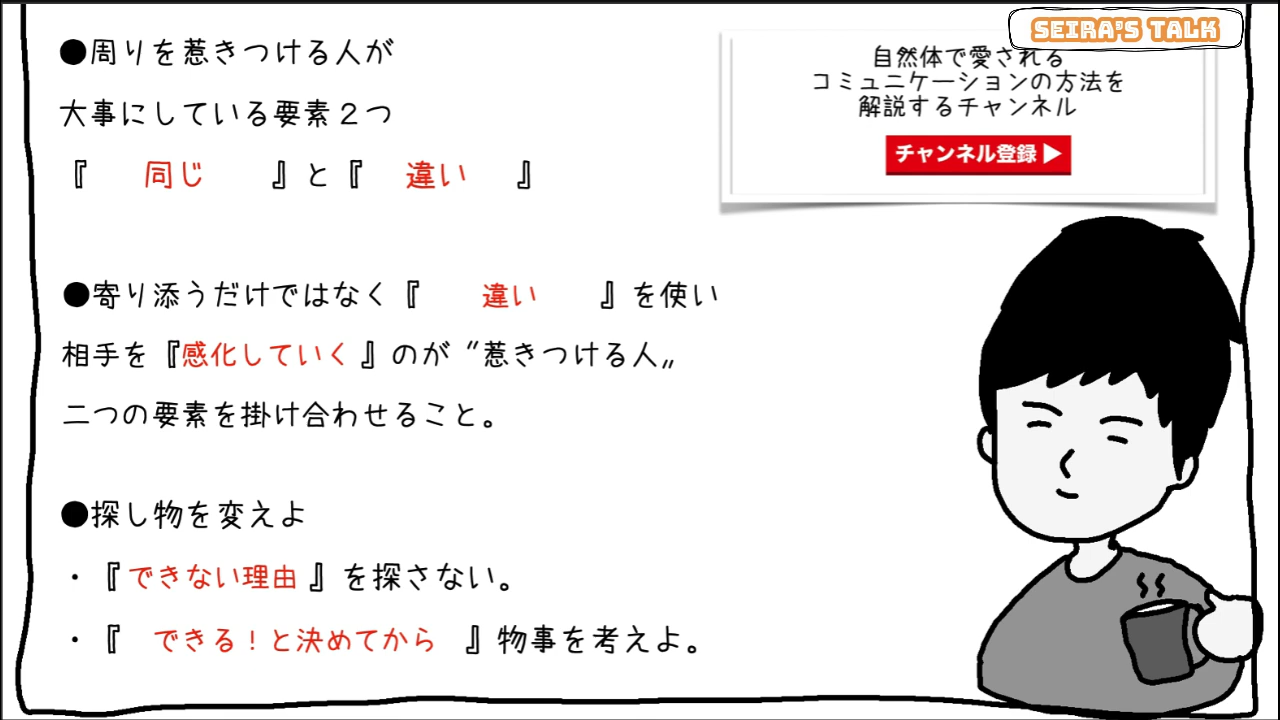 SEIRA'S TALK
自然体で愛される
コミュニケーションの方法を
解説するチャンネル
チャンネル登録 ▶
●周りを惹きつける人が
大事にしている要素２つ
『 同じ 』と『 違い 』
●寄り添うだけではなく『 違い 』を使い
相手を『感化していく 』のが〝惹きつける人〟
二つの要素を掛け合わせること。
●探し物を変えよ
・『できない理由 』を探さない。
・『 できる！と決めてから 』物事を考えよ。